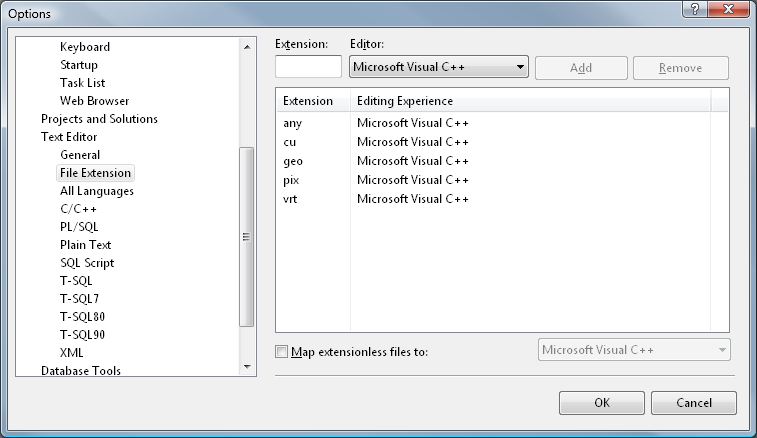 Options
Keyboard
Startup
Task List
Web Browser
Projects and Solutions
Text Editor
General
File Extension
All Languages
C/C++
PL/SQL
Plain Text
SQL Script
T-SQL
T-SQL7
T-SQL80
T-SQL90
XML
Database Tools
Extension: Editor:
Microsoft Visual C++ Add Remove
Extension Editing Experience
any Microsoft Visual C++
cu Microsoft Visual C++
geo Microsoft Visual C++
pix Microsoft Visual C++
vrt Microsoft Visual C++
Map extensionless files to: Microsoft Visual C++
OK Cancel